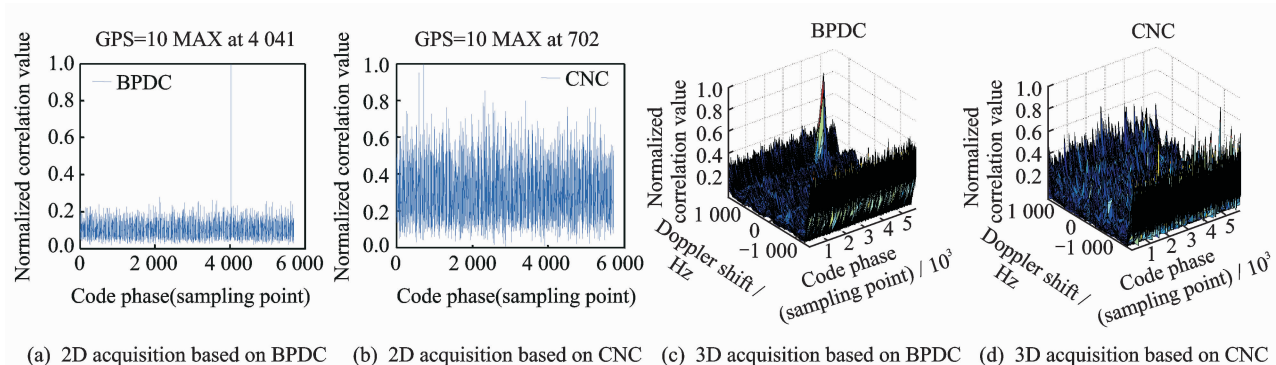 GPS=10 MAX at 4 041
Normalized correlation value
1.0
0.8
0.6
0.4
0.2
0.0
BPDC
0
2 000
4 000
6 000
Code phase(sampling point)
(a) 2D acquisition based on BPDC
GPS=10 MAX at 702
Normalized correlation value
1.0
0.8
0.6
0.4
0.2
0.0
CNC
0
2 000
4 000
6 000
Code phase(sampling point)
(b) 2D acquisition based on CNC
BPDC
Normalized
correlation value
1.0
0.8
0.6
0.4
0.2
1 000
0
−1 000
Doppler shift /
Hz
1
2
3
4
5
Code phase
(sampling point) / 10³
(c) 3D acquisition based on BPDC
CNC
Normalized
correlation value
1.0
0.8
0.6
0.4
0.2
1 000
0
−1 000
Doppler shift /
Hz
1
2
3
4
5
Code phase
(sampling point) / 10³
(d) 3D acquisition based on CNC